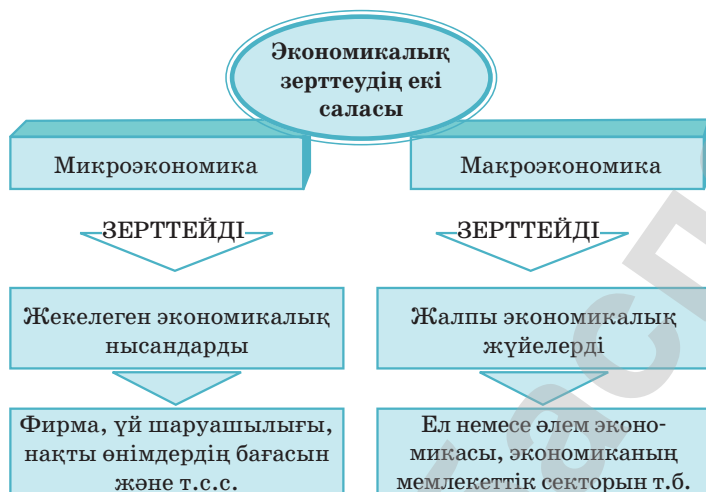 Экономикалық
зерттеудің екі
саласы
Микроэкономика
Макроэкономика
ЗЕРТТЕЙДІ
ЗЕРТТЕЙДІ
Жекелеген экономикалық
нысандарды
Жалпы экономикалық
жүйелерді
Фирма, үй шаруашылығы,
нақты өнімдердің бағасын
және т.с.с.
Ел немесе әлем эконо-
микасы, экономиканың
мемлекеттік секторын т.б.